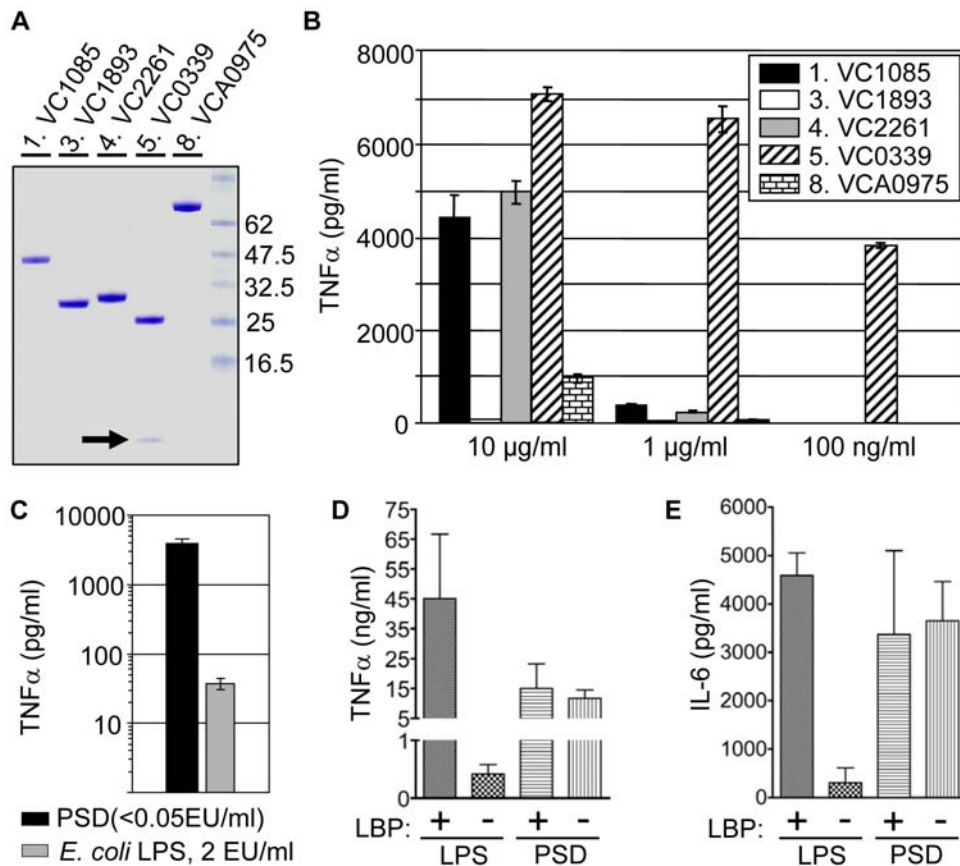 A
1. VC1085
3. VC1893
4. VC2261
5. VC0339
8. VCA0975
62
47.5
32.5
25
16.5
B
TNFα (pg/ml)
8000
6000
4000
2000
0
10 µg/ml
1 µg/ml
100 ng/ml
1. VC1085
3. VC1893
4. VC2261
5. VC0339
8. VCA0975
C
TNFα (pg/ml)
10000
1000
100
10
PSD(<0.05EU/ml)
E. coli LPS, 2 EU/ml
D
TNFα (ng/ml)
75
65
55
45
35
25
15
5
1
0
LBP: + - + -
LPS PSD
E
IL-6 (pg/ml)
6000
5000
4000
3000
2000
1000
0
+ - + -
LPS PSD